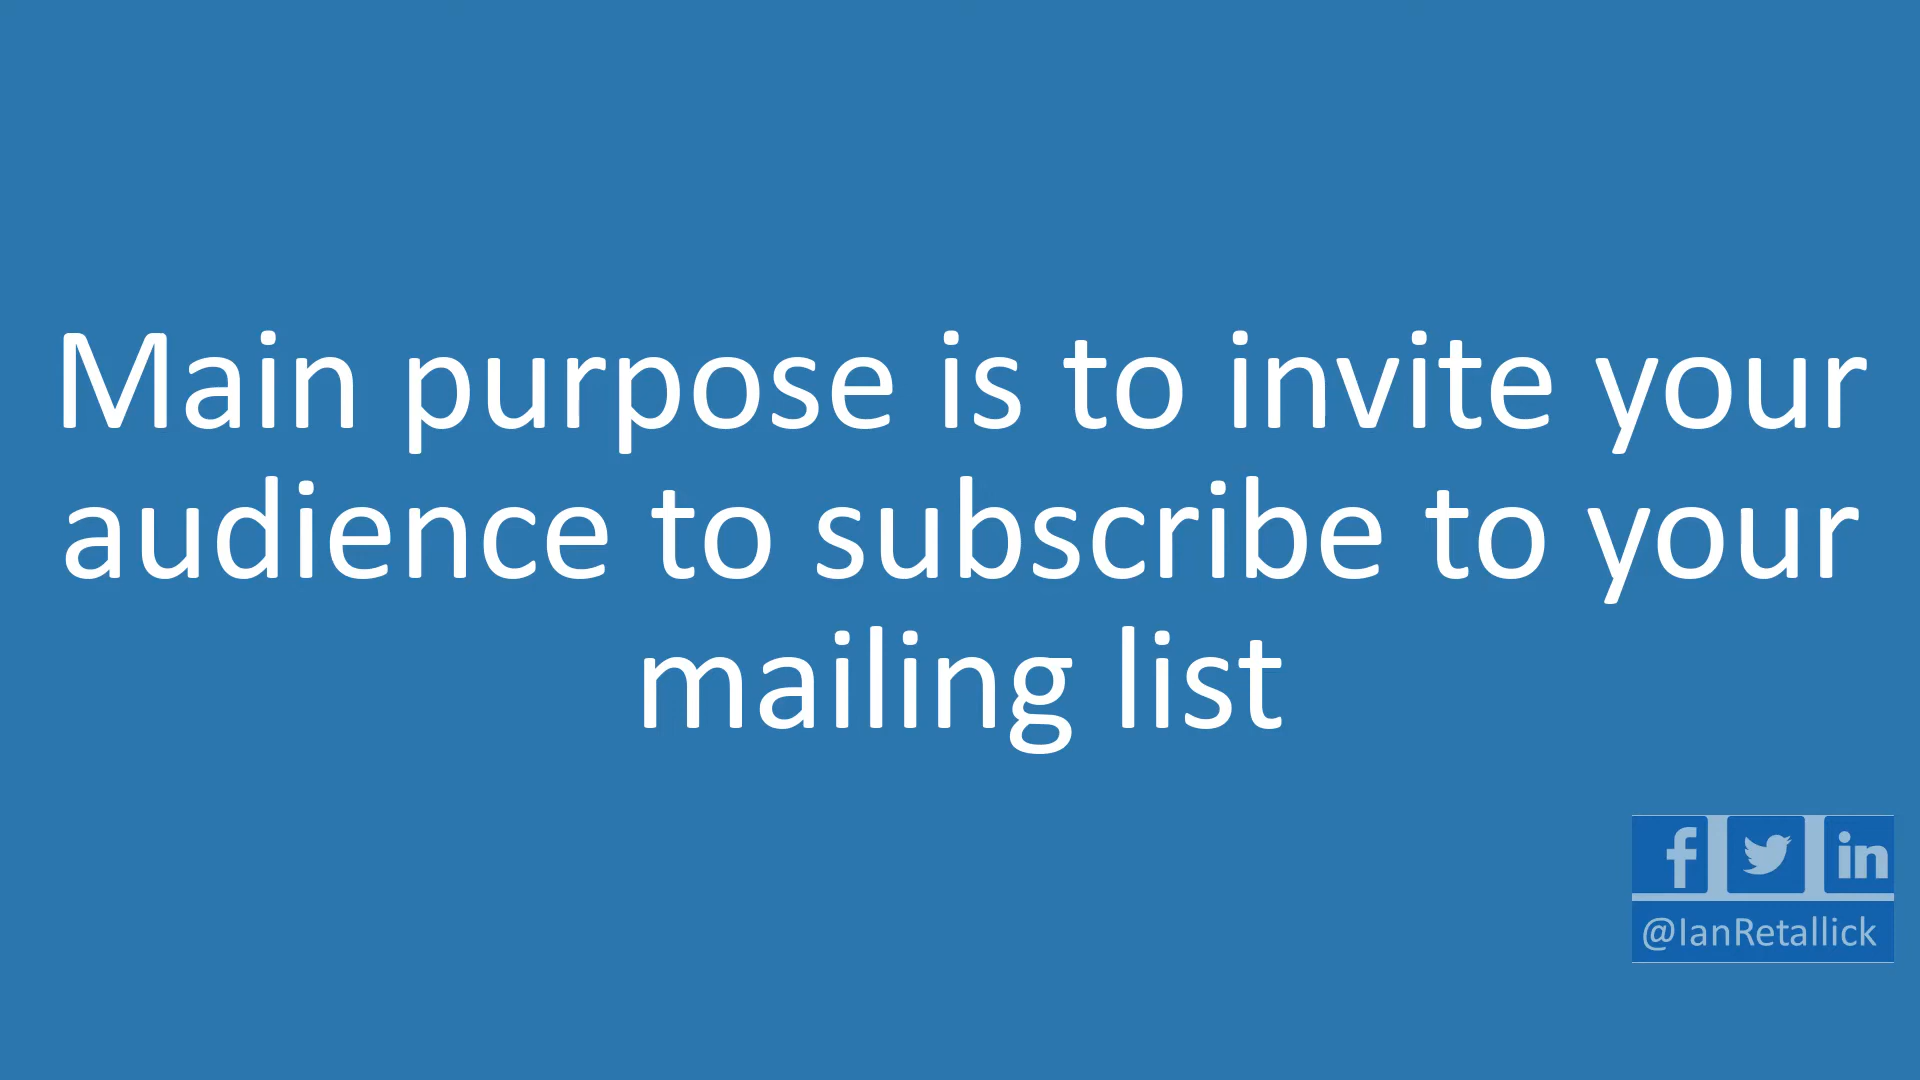 Main purpose is to invite your
audience to subscribe to your
mailing list
f in
@IanRetallick